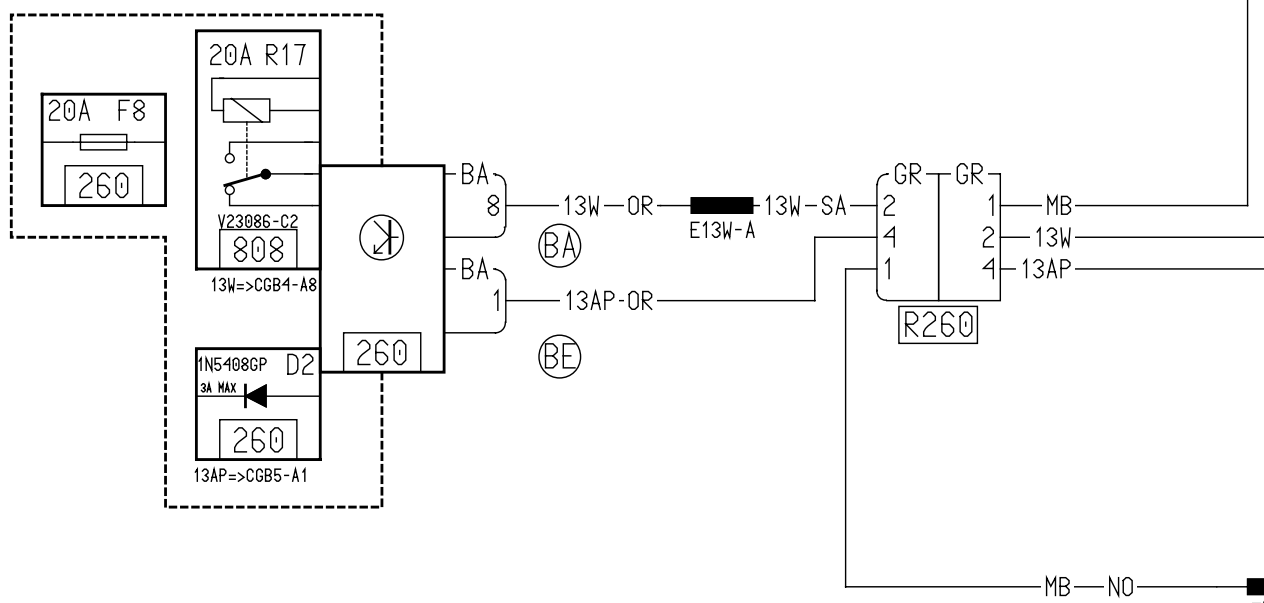 20A R17
20A F8
260
V23086-C2
808
13W=>CGB4-A8
260
1N5408GP D2
3A MAX
260
13AP=>CGB5-A1
BA
8
13W OR
E13W-A
13W SA
BA
BA
1
13AP-OR
BE
GR GR
2
4
1
1
2
4
MB
13W
13AP
R260
MB NO